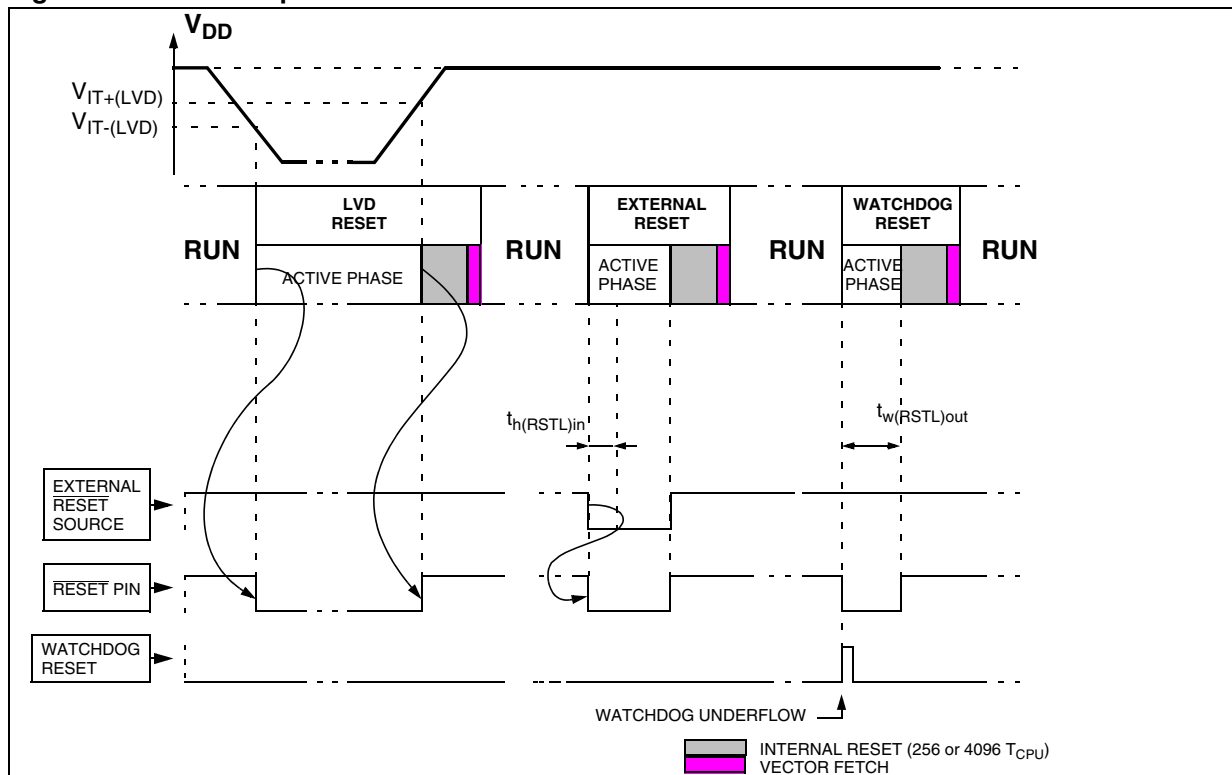 VDD
VIT+(LVD)
VIT-(LVD)
LVD
RESET
EXTERNAL
RESET
WATCHDOG
RESET
RUN
RUN
RUN
RUN
ACTIVE PHASE
ACTIVE
PHASE
ACTIVE
PHASE
th(RSTL)in
tw(RSTL)out
EXTERNAL
RESET
SOURCE
RESET PIN
WATCHDOG
RESET
WATCHDOG UNDERFLOW
INTERNAL RESET (256 or 4096 TCPU)
VECTOR FETCH